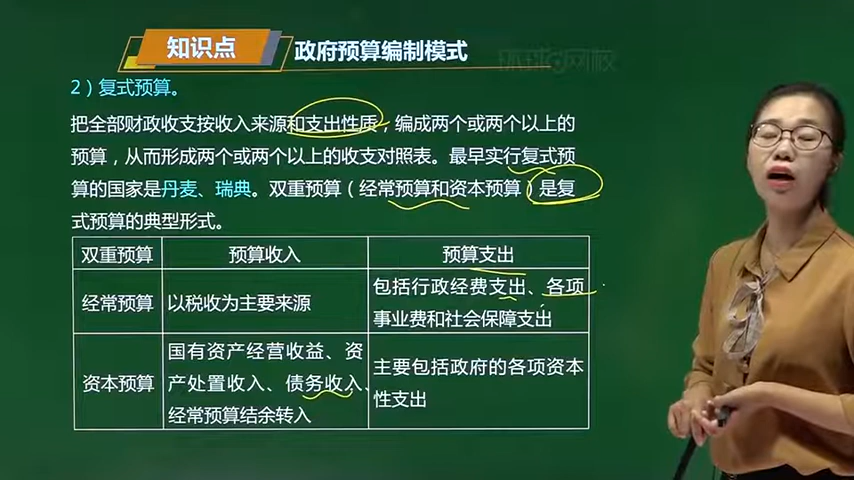 知识点
政府预算编制模式
环球网校
2）复式预算。
把全部财政收支按收入来源和支出性质，编成两个或两个以上的
预算，从而形成两个或两个以上的收支对照表。最早实行复式预
算的国家是丹麦、瑞典。双重预算（经常预算和资本预算）是复
式预算的典型形式。
双重预算 预算收入 预算支出
经常预算 以税收为主要来源 包括行政经费支出、各项
事业费和社会保障支出
资本预算 国有资产经营收益、资
产处置收入、债务收入、
经常预算结余转入
主要包括政府的各项资本
性支出